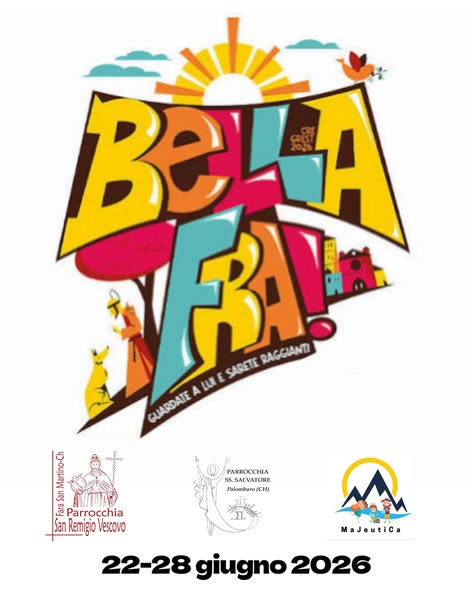 BELLA
CRE
GREST
2026
FRA!
GUARDATE A LUI E SARETE RAGGIANTI
Fara San Martino-Ch
Parrocchia
San Remigio Vescovo
PARROCCHIA
SS. SALVATORE
Palombaro (CH)
MaJeutiCa
22-28 giugno 2026